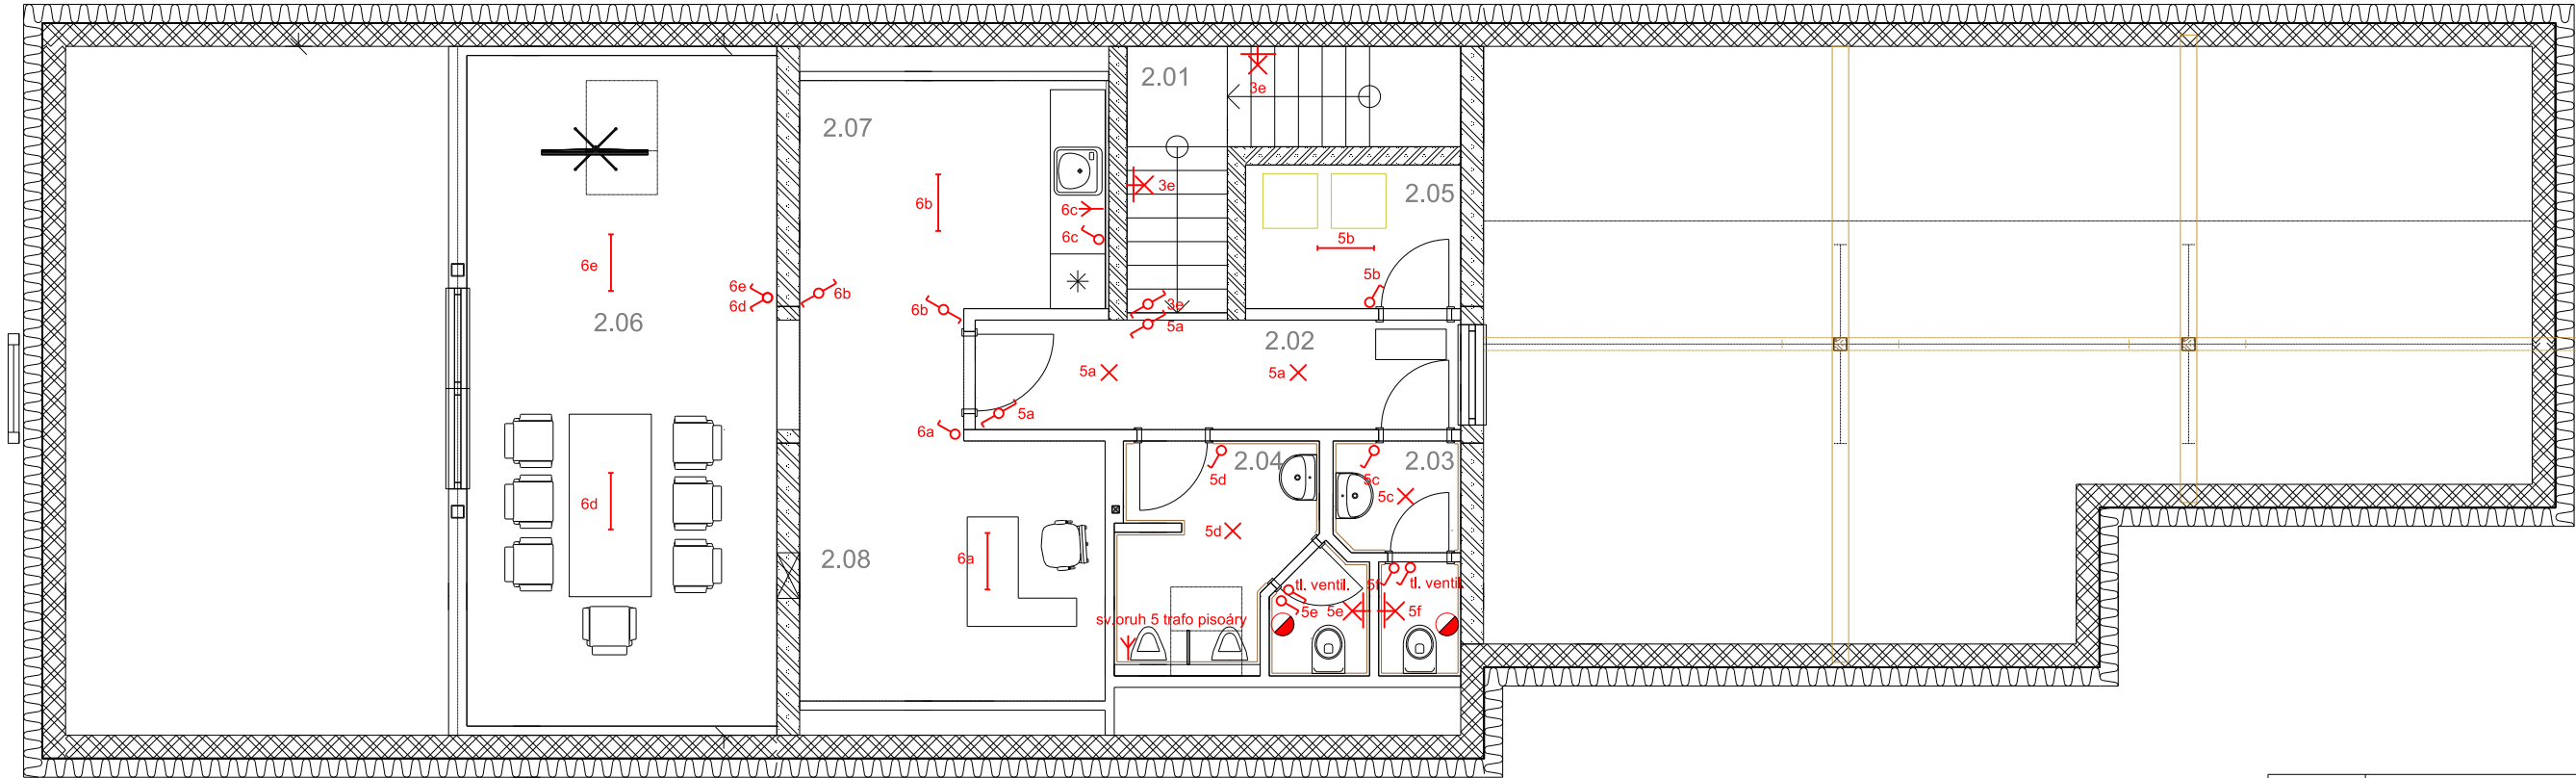 2.01
3e
2.07
3e
2.05
6b
6c
6c
5b
6e
5b
6e
6d
6b
6b
3e
5a
2.06
2.02
5a
5a
5a
6a
2.04
2.03
5d
5c
5c
6d
5d
2.08
6a
tl. ventil.
5f
tl. ventil.
5e
5e
5f
sv.oruh 5 trafo pisoáry